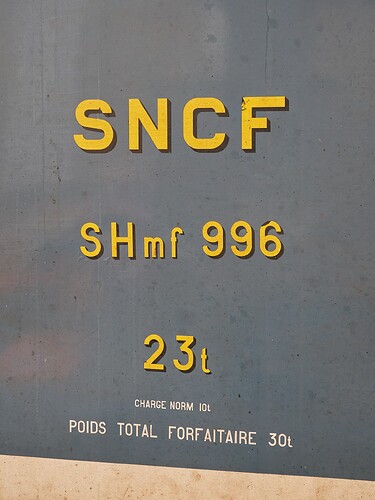 SNCF
SHmf 996
23t
CHARGE NORM 10t
POIDS TOTAL FORFAITAIRE 30t